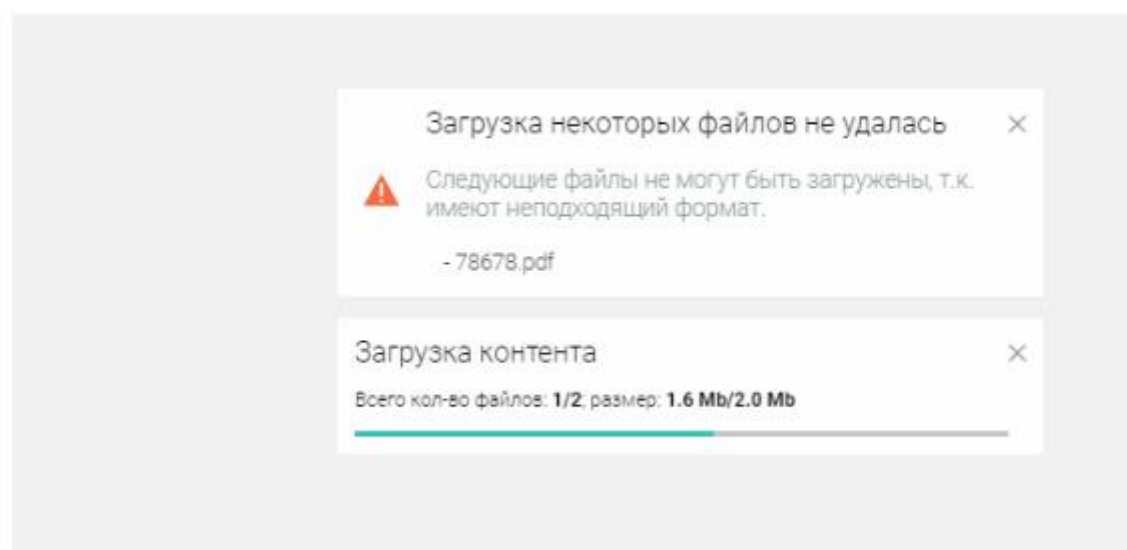 Загрузка некоторых файлов не удалась
Следующие файлы не могут быть загружены, т.к.
имеют неподходящий формат.
- 78678.pdf
Загрузка контента
Всего кол-во файлов: 1/2; размер: 1.6 Mb/2.0 Mb